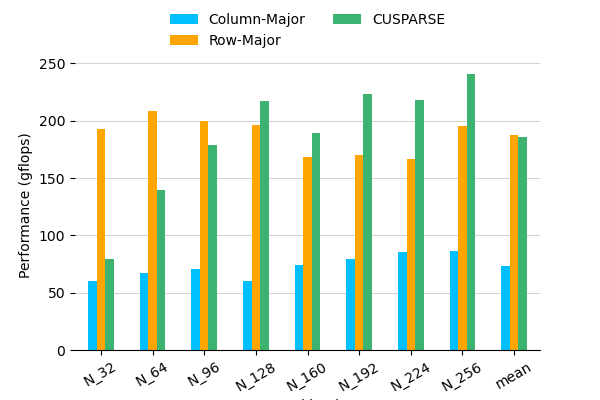 Column-Major
Row-Major
CUSPARSE
Performance (gflops)
250
200
150
100
50
0
N_32
N_64
N_96
N_128
N_160
N_192
N_224
N_256
mean